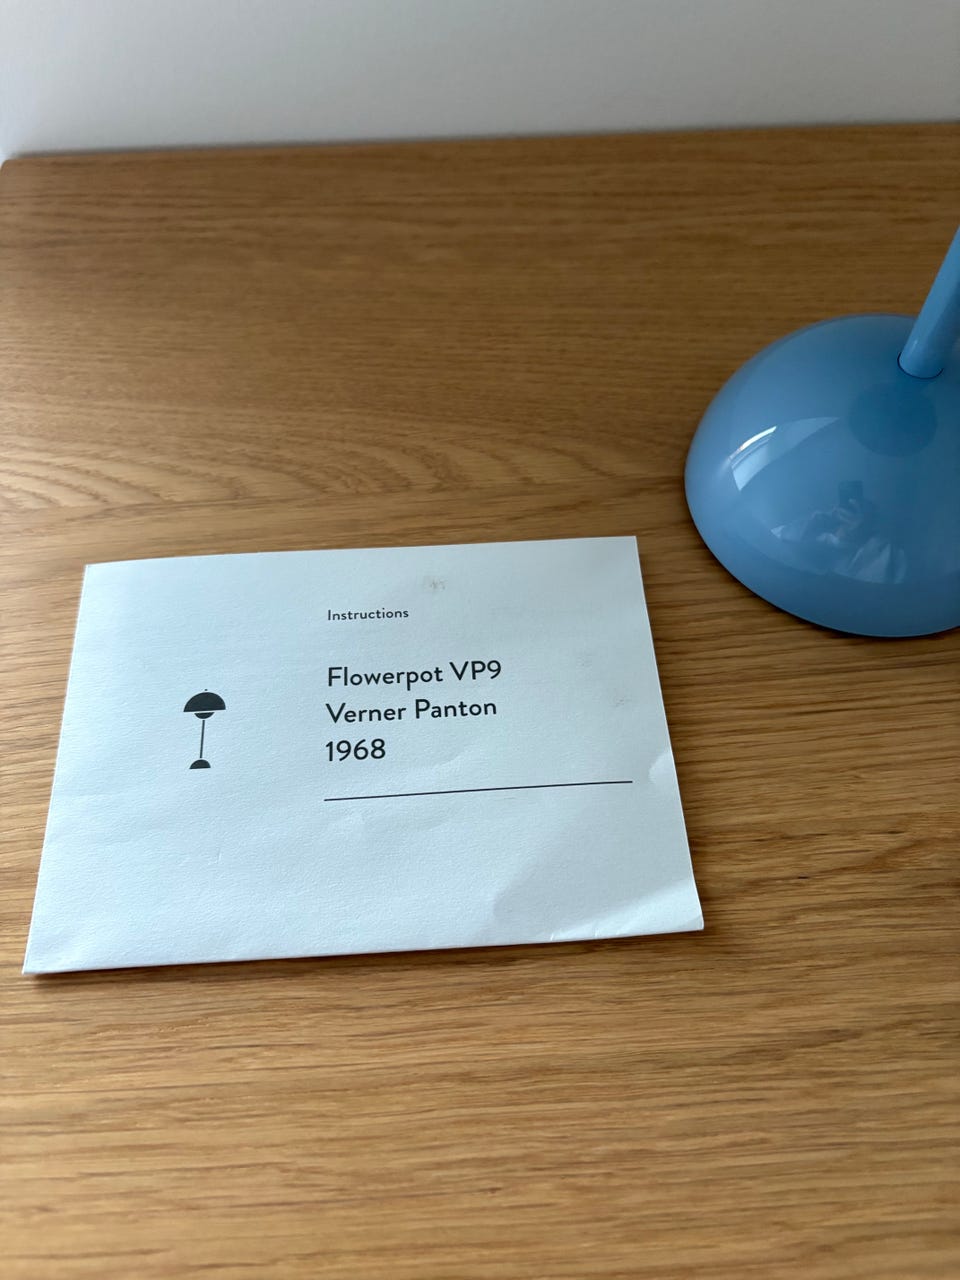 Instructions
Flowerpot VP9
Verner Panton
1968